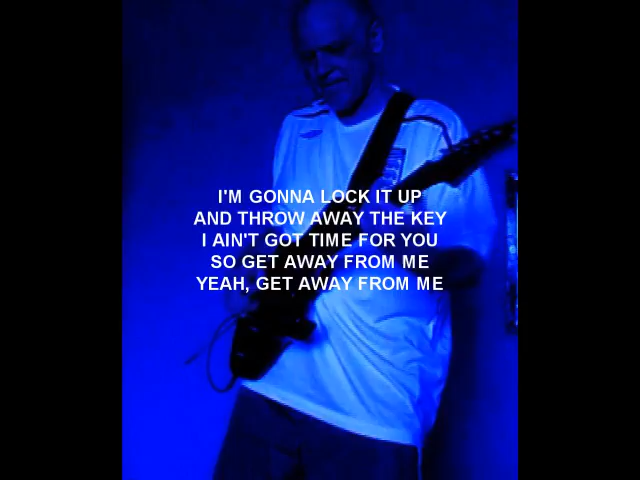 I'M GONNA LOCK IT UP
AND THROW AWAY THE KEY
I AIN'T GOT TIME FOR YOU
SO GET AWAY FROM ME
YEAH, GET AWAY FROM ME